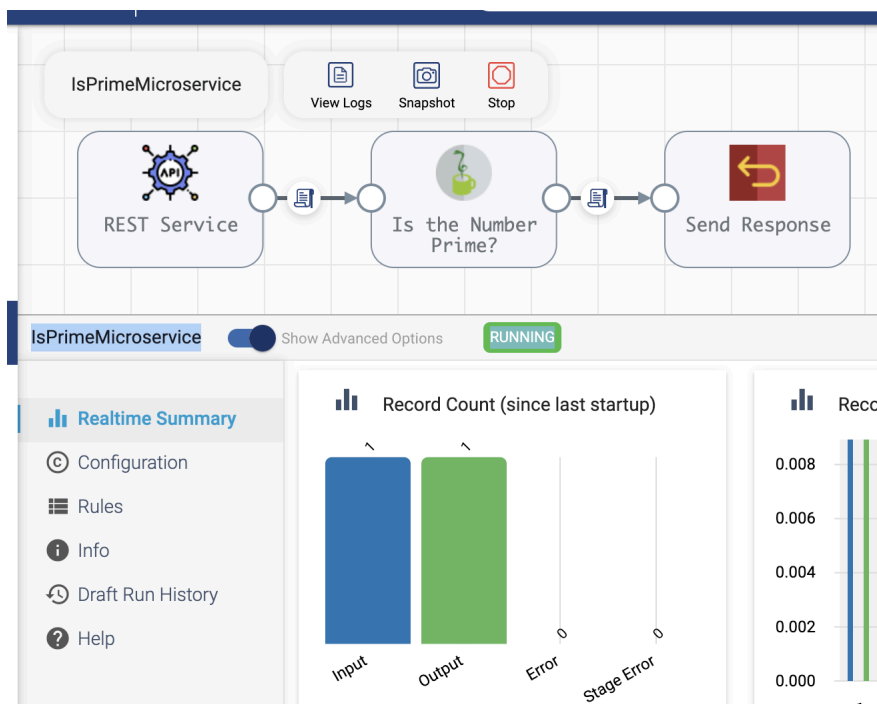 IsPrimeMicroservice
View Logs
Snapshot
Stop
API
REST Service
Is the Number
Prime?
Send Response
IsPrimeMicroservice
Show Advanced Options
RUNNING
Realtime Summary
Configuration
Rules
Info
Draft Run History
Help
Record Count (since last startup)
1
1
0
0
Input
Output
Error
Stage Error
Reco
0.008
0.006
0.004
0.002
0.000